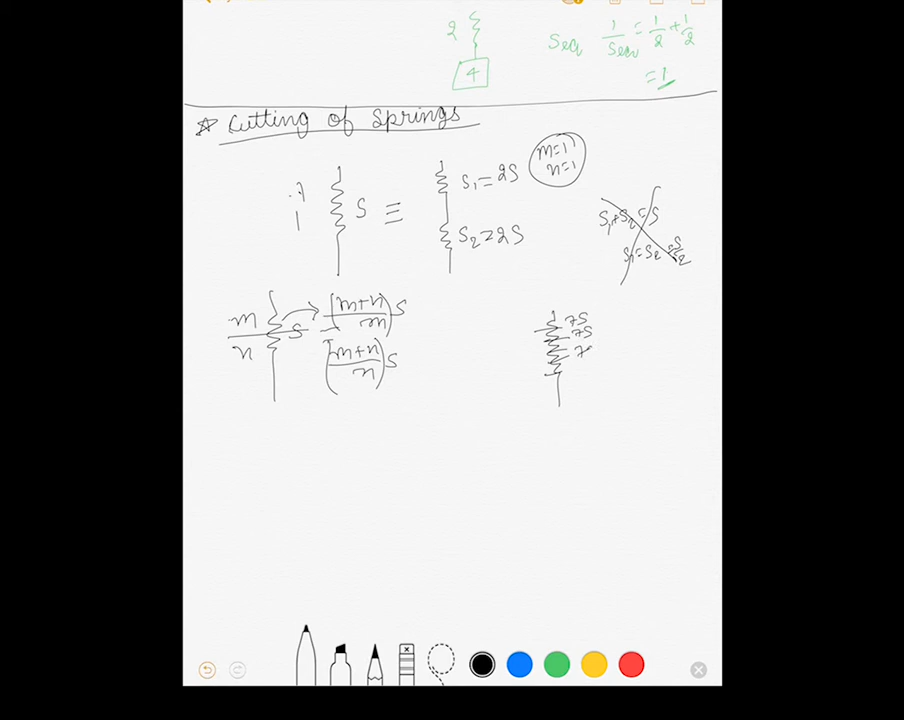 2
4
Seq 1/Seq = 1/2 + 1/2
= 1
☆ Cutting of Springs
m=1
n=1
S
≡
S1 = 2S
S2 = 2S
1
S1 + S2 = S
S1 = S2 = S/2
m
n
S
(m+n)/m S
(m+n)/n S
7S
7S
7